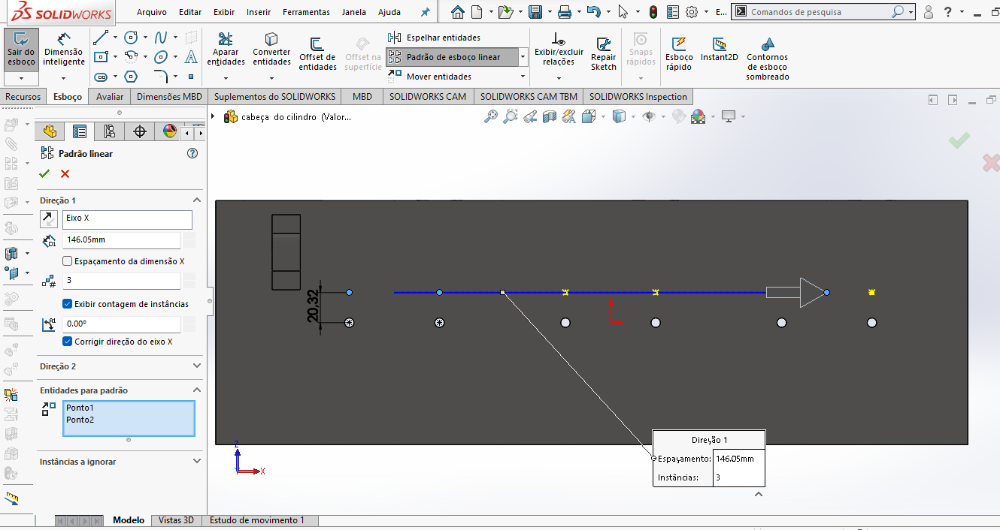 SOLIDWORKS
Arquivo Editar Exibir Inserir Ferramentas Janela Ajuda
E...
Comandos de pesquisa
?
Sair do esboço
Dimensão inteligente
Aparar entidades
Converter entidades
Offset de entidades
Offset na superfície
Espelhar entidades
Padrão de esboço linear
Mover entidades
Exibir/excluir relações
Repair Sketch
Snaps rápidos
Esboço rápido
Instant2D
Contornos de esboço sombreado
Recursos Esboço Avaliar Dimensões MBD Suplementos do SOLIDWORKS MBD SOLIDWORKS CAM SOLIDWORKS CAM TBM SOLIDWORKS Inspection
cabeça do cilindro (Valor...
Padrão linear
?
Direção 1
Eixo X
D1
146.05mm
Espaçamento da dimensão X
#
3
Exibir contagem de instâncias
A1
0.00º
Corrigir direção do eixo X
Direção 2
Entidades para padrão
Ponto1
Ponto2
Instâncias a ignorar
20,32
Direção 1
Espaçamento: 146.05mm
Instâncias: 3
Z
Y
X
Modelo Vistas 3D Estudo de movimento 1